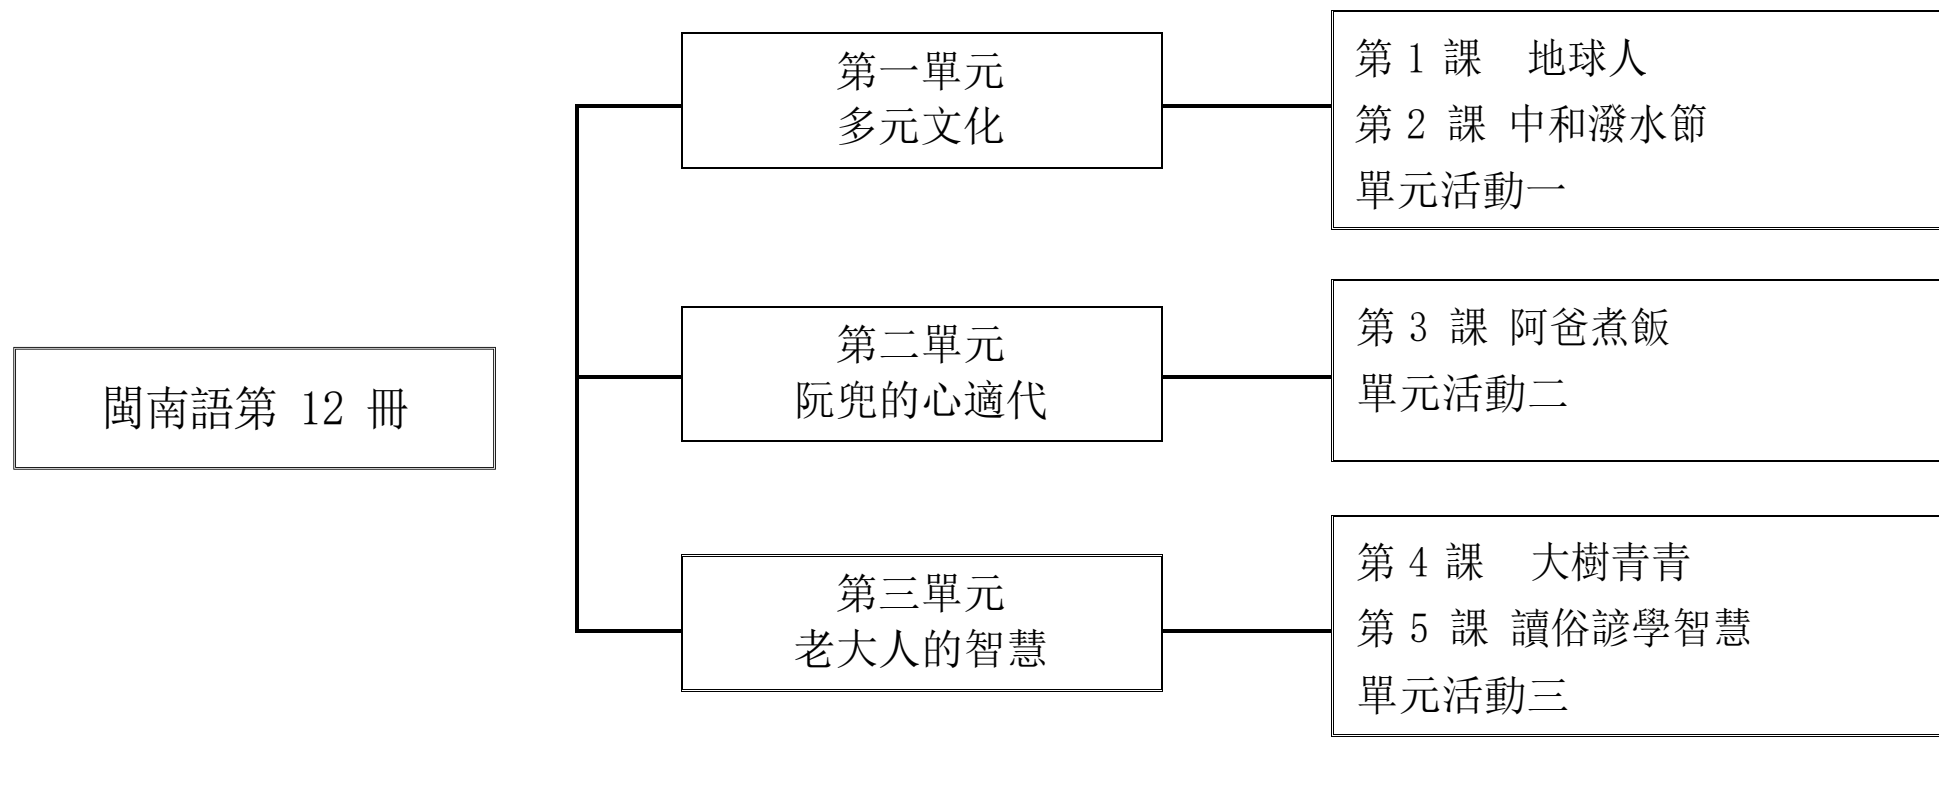 閩南語第 12 冊
第一單元
多元文化
第 1 課 地球人
第 2 課 中和潑水節
單元活動一
第二單元
阮兜的心適代
第 3 課 阿爸煮飯
單元活動二
第三單元
老大人的智慧
第 4 課 大樹青青
第 5 課 讀俗諺學智慧
單元活動三